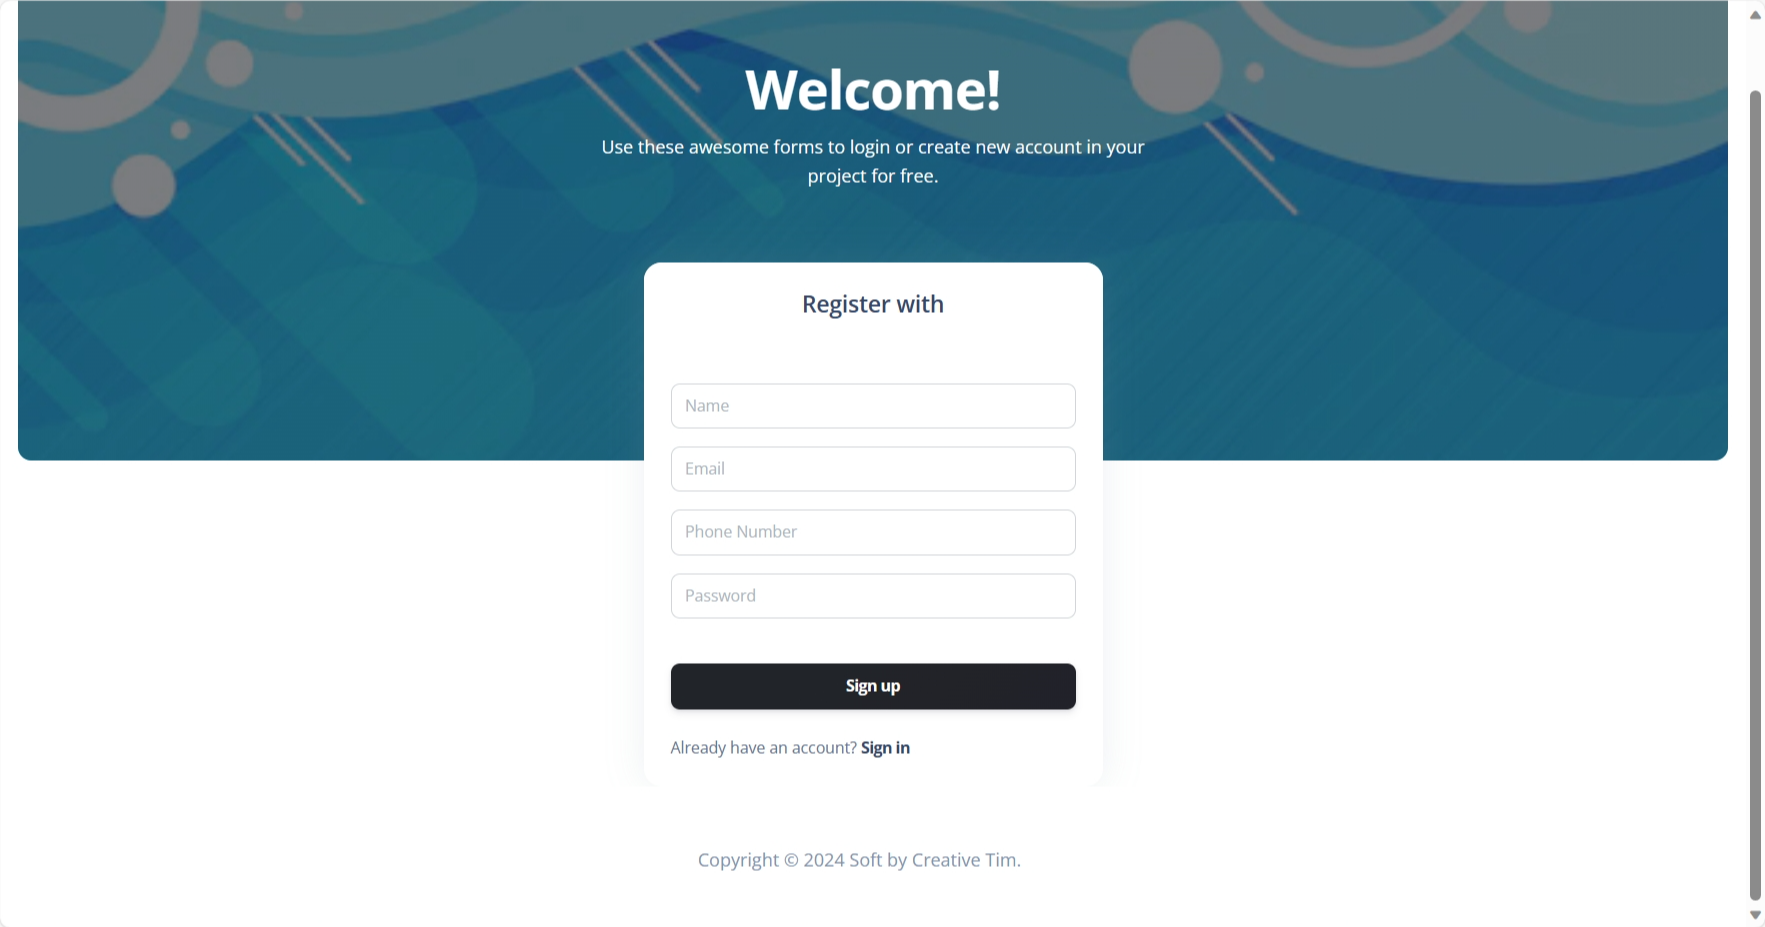 Welcome!
Use these awesome forms to login or create new account in your
project for free.
Register with
Name
Email
Phone Number
Password
Sign up
Already have an account? Sign in
Copyright © 2024 Soft by Creative Tim.